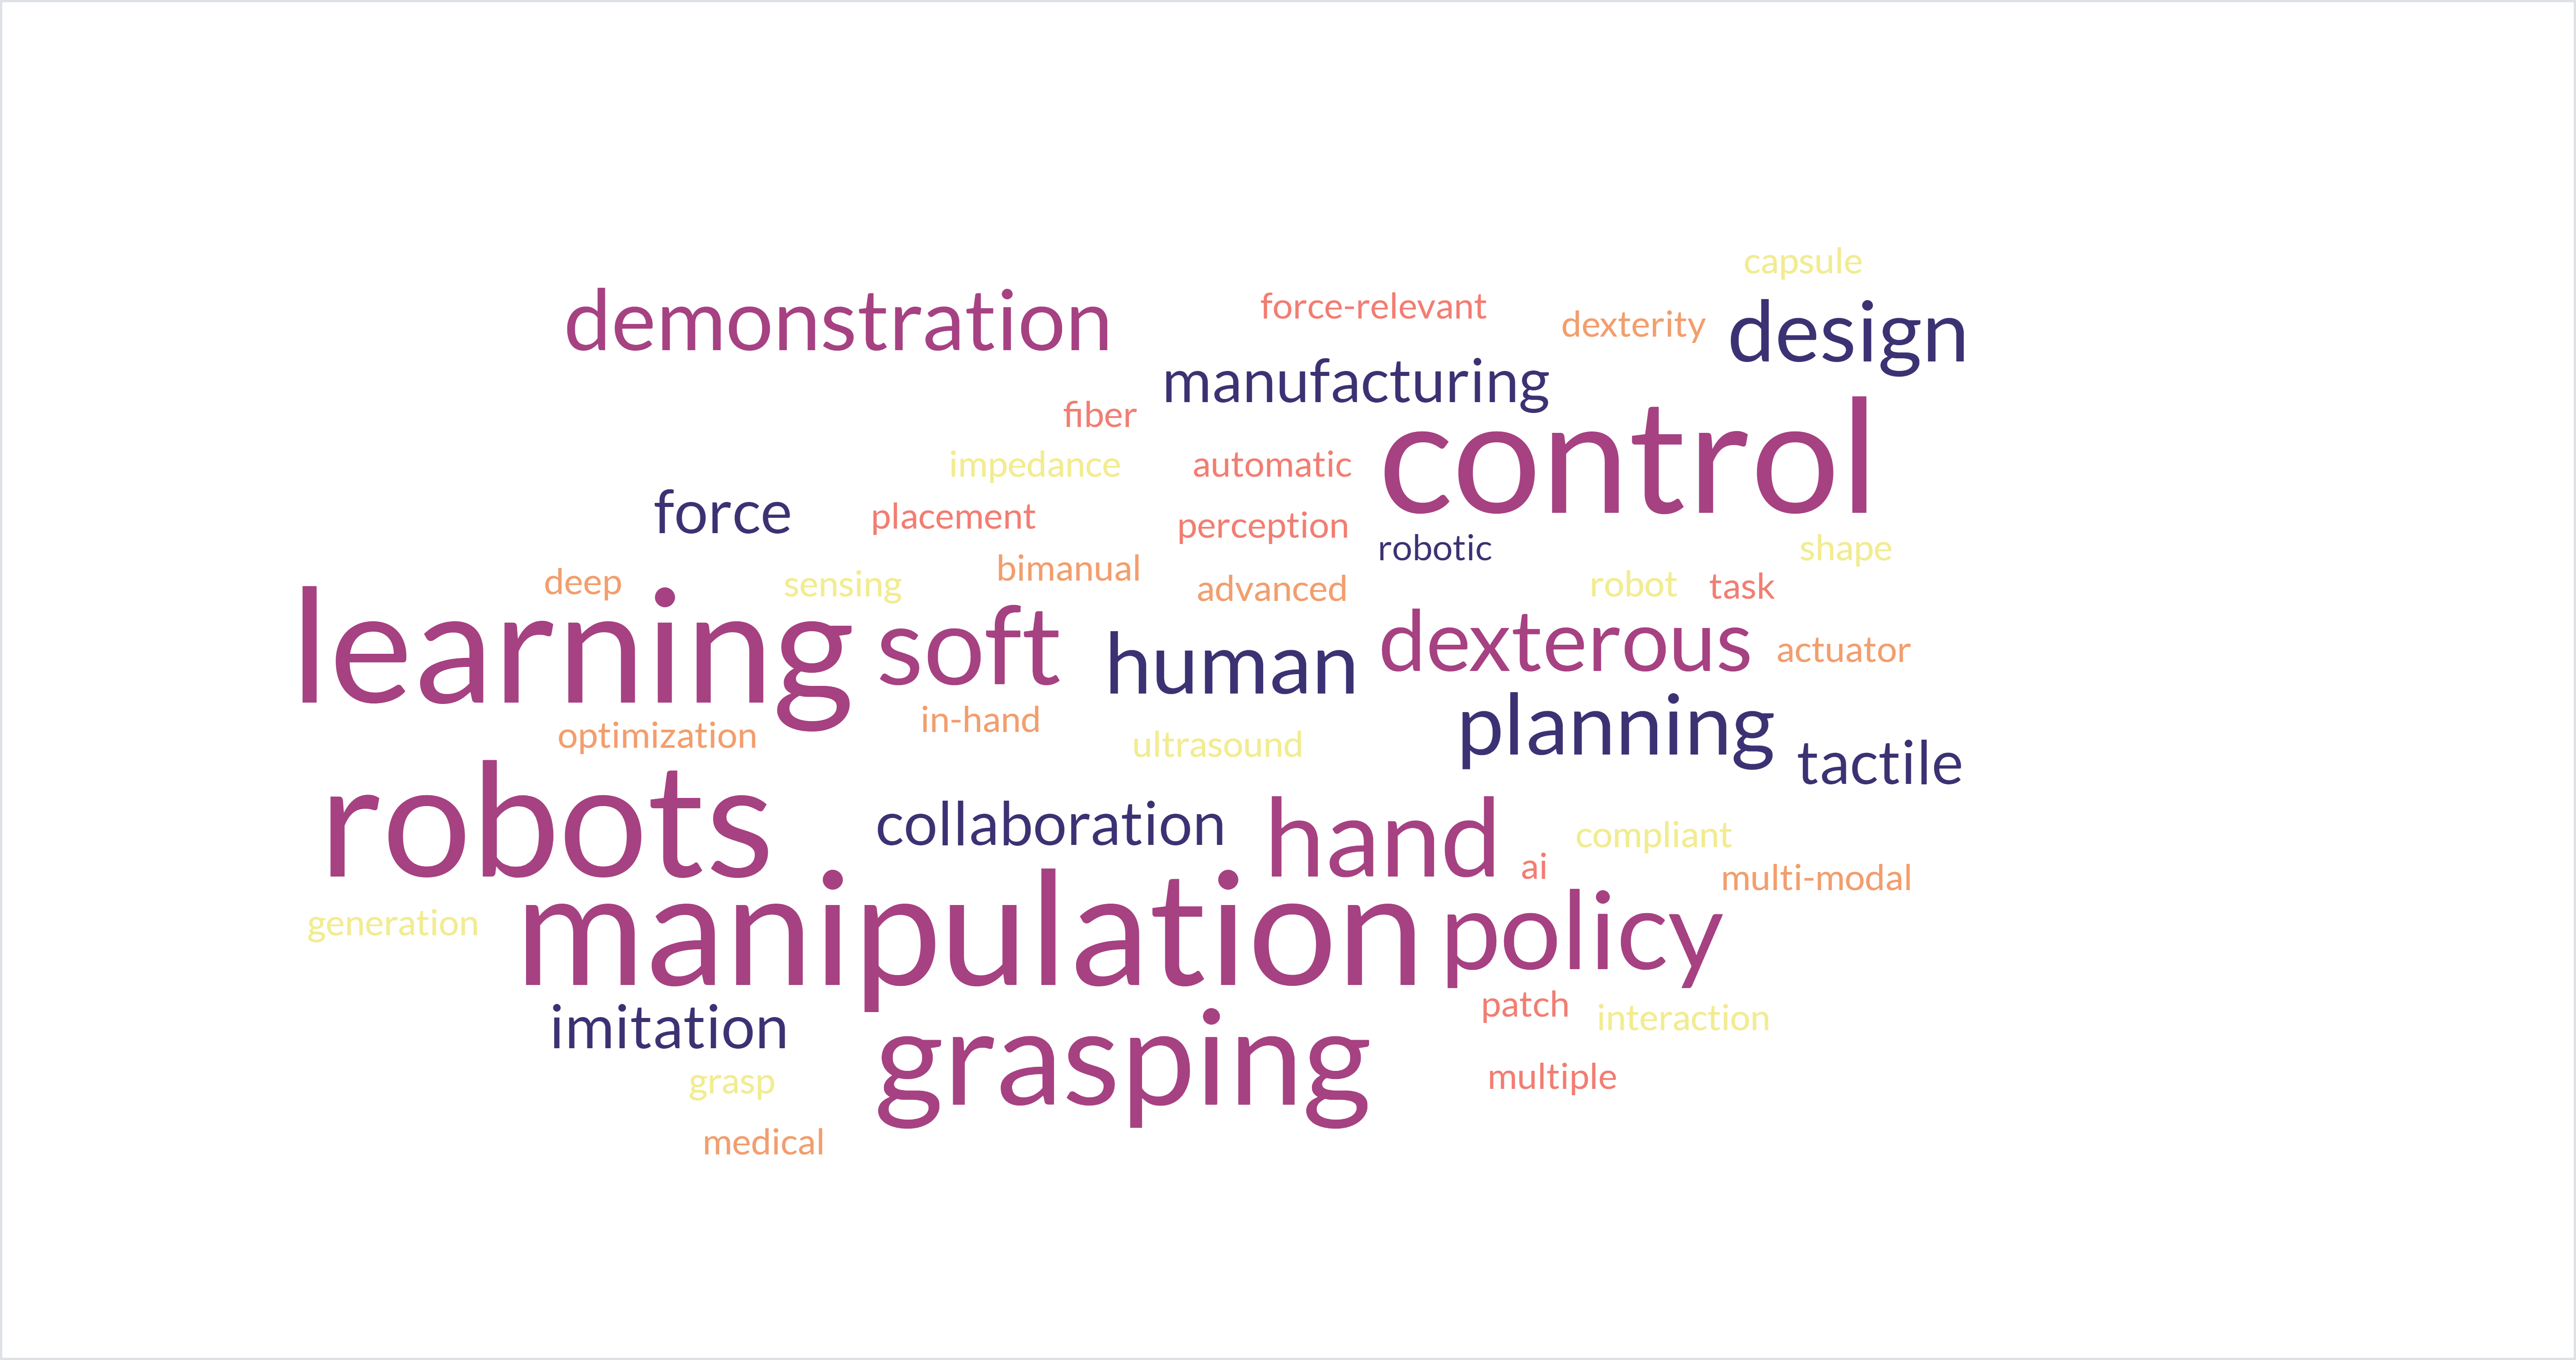 capsule
demonstration
force-relevant
dexterity
design
manufacturing
fiber
control
impedance
automatic
force
placement
perception
robotic
shape
deep
sensing
bimanual
advanced
robot
task
learning
soft
human
dexterous
actuator
optimization
in-hand
ultrasound
planning
tactile
robots
collaboration
hand
ai
compliant
multi-modal
generation
manipulation
policy
imitation
patch
interaction
grasp
grasping
multiple
medical